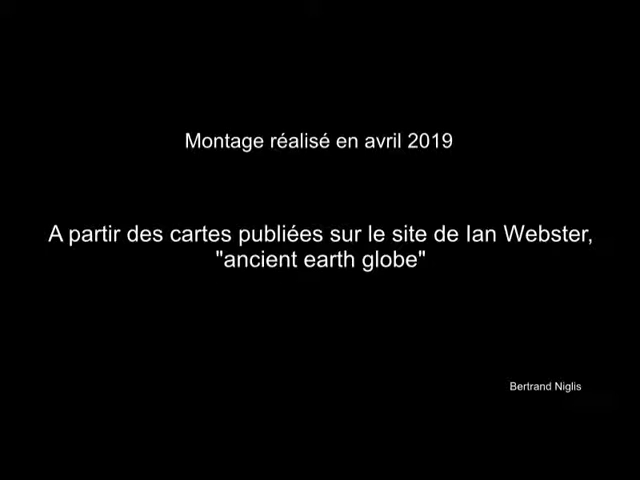 Montage réalisé en avril 2019
A partir des cartes publiées sur le site de Ian Webster,
"ancient earth globe"
Bertrand Niglis